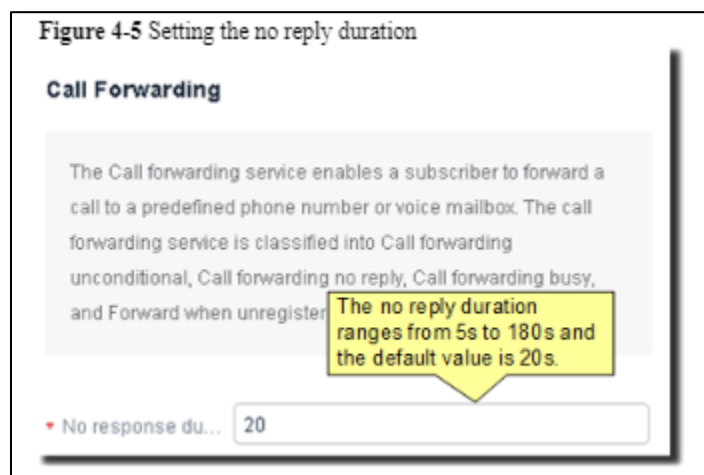 Figure 4-5 Setting the no reply duration
Call Forwarding
The Call forwarding service enables a subscriber to forward a
call to a predefined phone number or voice mailbox. The call
forwarding service is classified into Call forwarding
unconditional, Call forwarding no reply, Call forwarding busy,
and Forward when unregister
The no reply duration
ranges from 5s to 180s and
the default value is 20s.
* No response du... 20